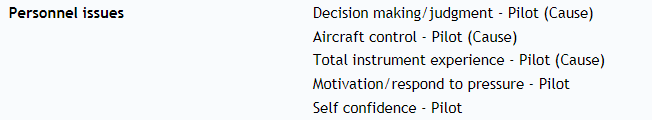 Personnel issues Decision making/judgment - Pilot (Cause)
Aircraft control - Pilot (Cause)
Total instrument experience - Pilot (Cause)
Motivation/respond to pressure - Pilot
Self confidence - Pilot